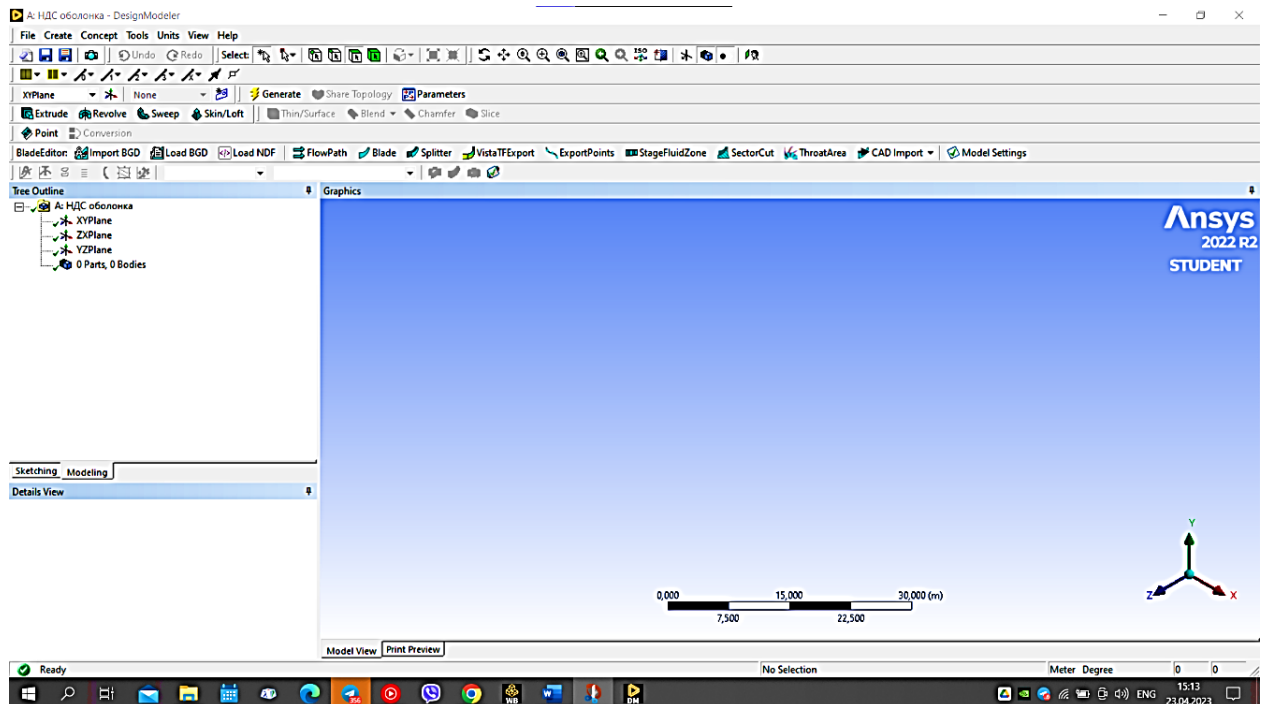 A: НДС оболонка - DesignModeler
File Create Concept Tools Units View Help
Undo Redo Select:
XYPlane None Generate Share Topology Parameters
Extrude Revolve Sweep Skin/Loft Thin/Surface Blend Chamfer Slice
Point Conversion
BladeEditor: Import BGD Load BGD Load NDF FlowPath Blade Splitter VistaTFExport ExportPoints StageFluidZone SectorCut ThroatArea CAD Import Model Settings
Tree Outline Graphics
A: НДС оболонка
XYPlane
ZXPlane
YZPlane
0 Parts, 0 Bodies
Ansys
2022 R2
STUDENT
Sketching Modeling
Details View
Y
Z X
0,000 15,000 30,000 (m)
7,500 22,500
Model View Print Preview
Ready No Selection Meter Degree 0 0
356 WB W DM ENG 15:13
23.04.2023